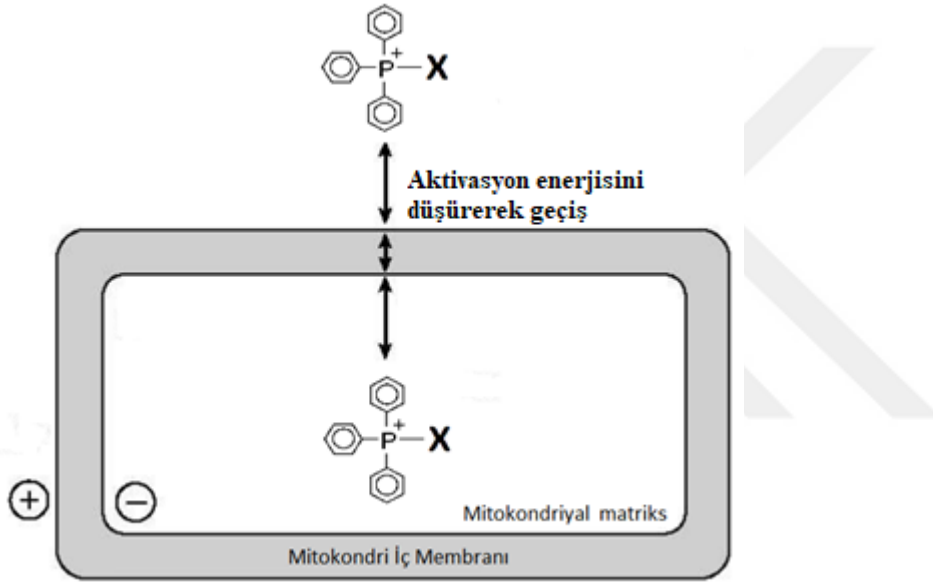 P + X
Aktivasyon enerjisini
düşürerek geçiş
P + X
+
−
Mitokondriyal matriks
Mitokondri İç Membranı